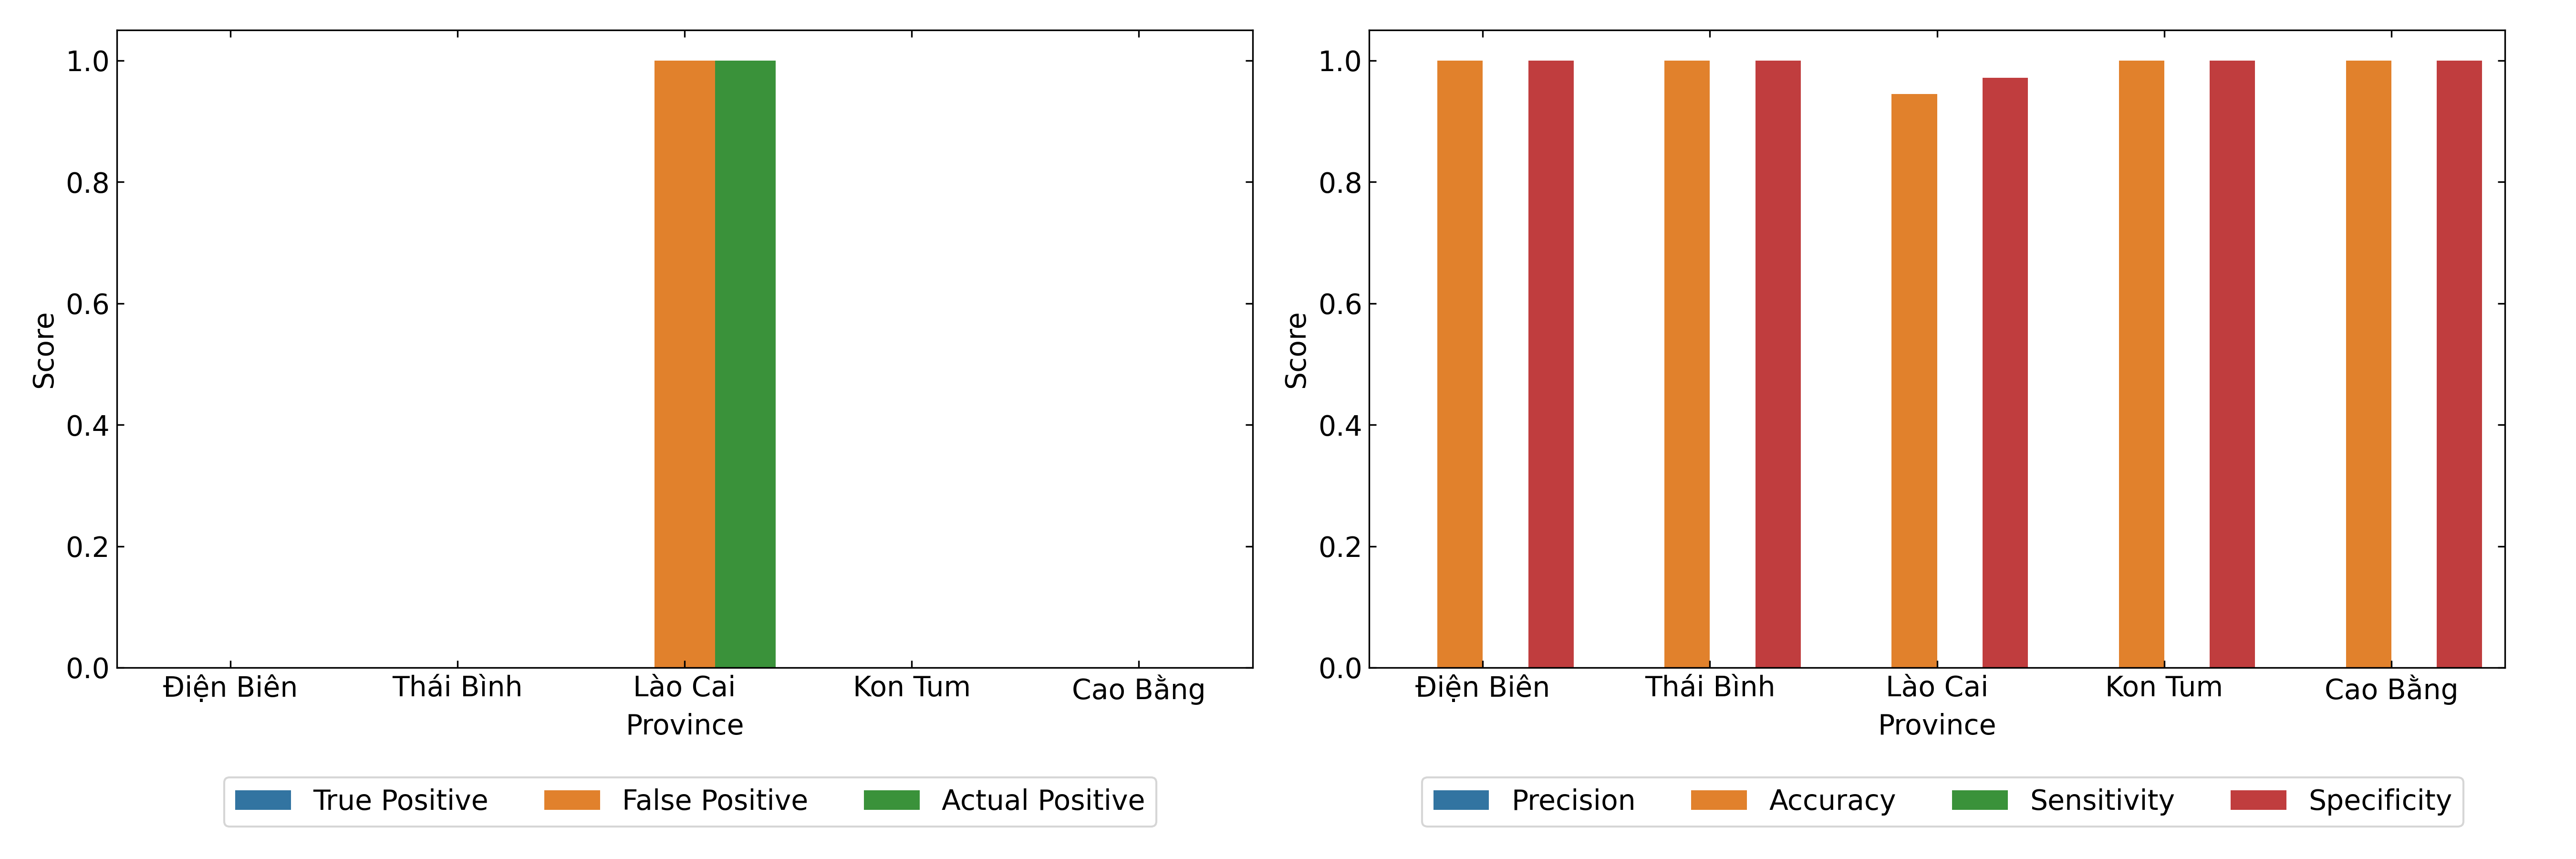 Score
1.0
0.8
0.6
0.4
0.2
0.0
Điện Biên Thái Bình Lào Cai Kon Tum Cao Bằng
Province
True Positive False Positive Actual Positive
Score
1.0
0.8
0.6
0.4
0.2
0.0
Điện Biên Thái Bình Lào Cai Kon Tum Cao Bằng
Province
Precision Accuracy Sensitivity Specificity